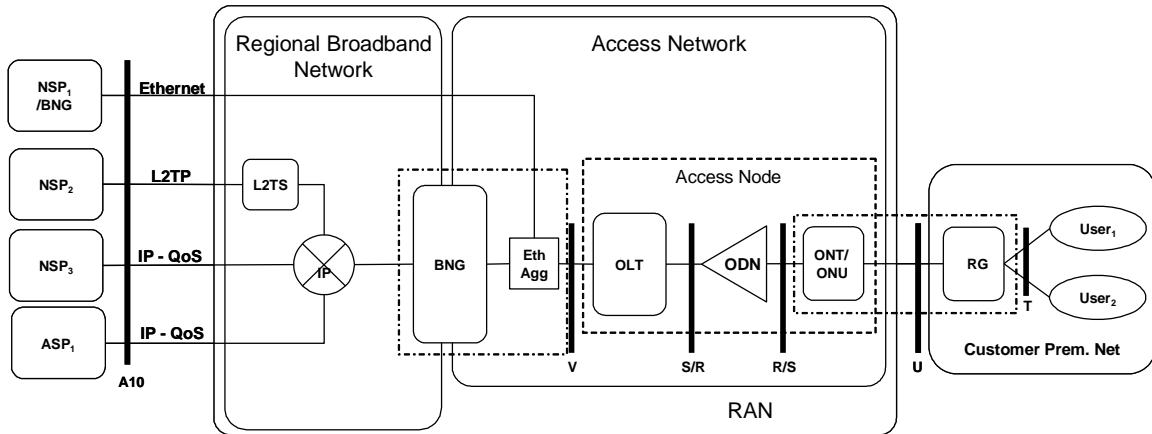 Regional Broadband
Network
Access Network
NSP1
/BNG
Ethernet
NSP2
L2TP
L2TS
Access Node
NSP3
IP - QoS
IP
BNG
Eth
Agg
OLT
ODN
ONT/
ONU
RG
User1
User2
T
ASP1
IP - QoS
Customer Prem. Net
A10
V
S/R
R/S
U
RAN